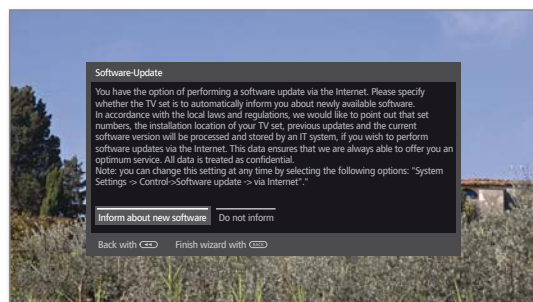 Software-Update
You have the option of performing a software update via the Internet. Please specify
whether the TV set is to automatically inform you about newly available software.
In accordance with the local laws and regulations, we would like to point out that set
numbers, the installation location of your TV set, previous updates and the current
software version will be processed and stored by an IT system, if you wish to perform
software updates via the Internet. This data ensures that we are always able to offer you an
optimum service. All data is treated as confidential.
Note: you can change this setting at any time by selecting the following options: "System
Settings -> Control->Software update -> via Internet"."
Inform about new software Do not inform
Back with Finish wizard with BACK